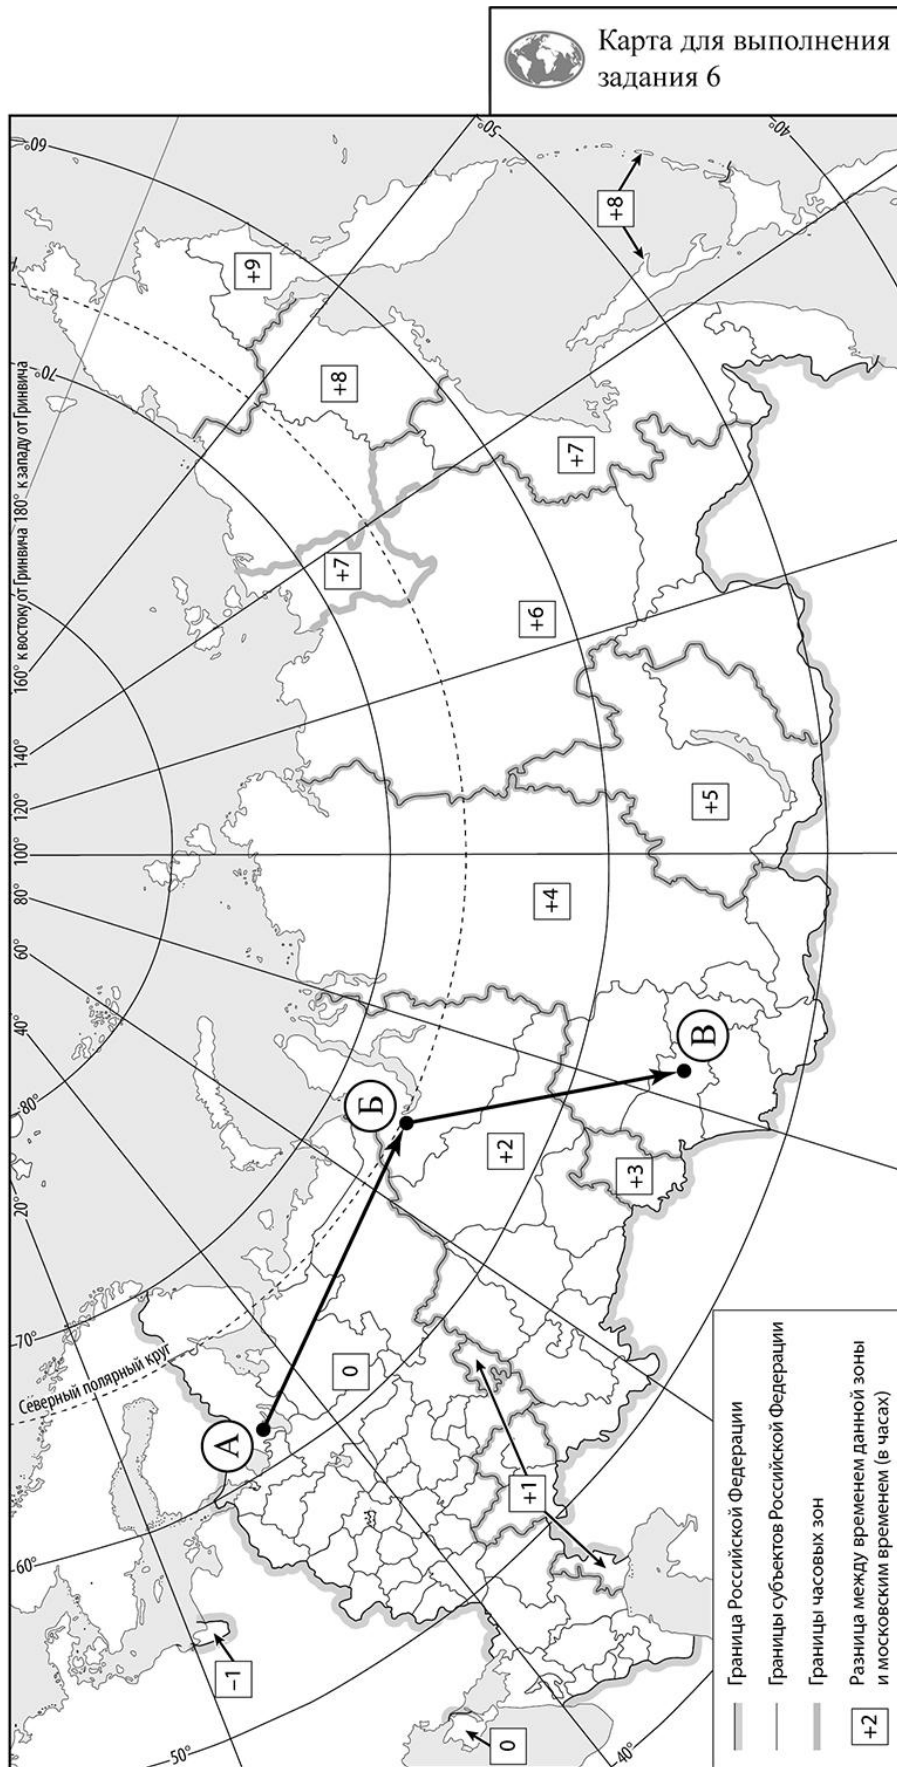 Карта для выполнения
задания 6
60°
50°
40°
70°
к востоку от Гринвича 180° к западу от Гринвича
160°
140°
120°
100°
80°
60°
40°
20°
80°
70°
60°
50°
40°
Северный полярный круг
+9
+8
+8
+7
+7
+6
+5
+4
+3
+2
+1
0
0
−1
А
Б
В
Граница Российской Федерации
Границы субъектов Российской Федерации
Границы часовых зон
+2
Разница между временем данной зоны
и московским временем (в часах)